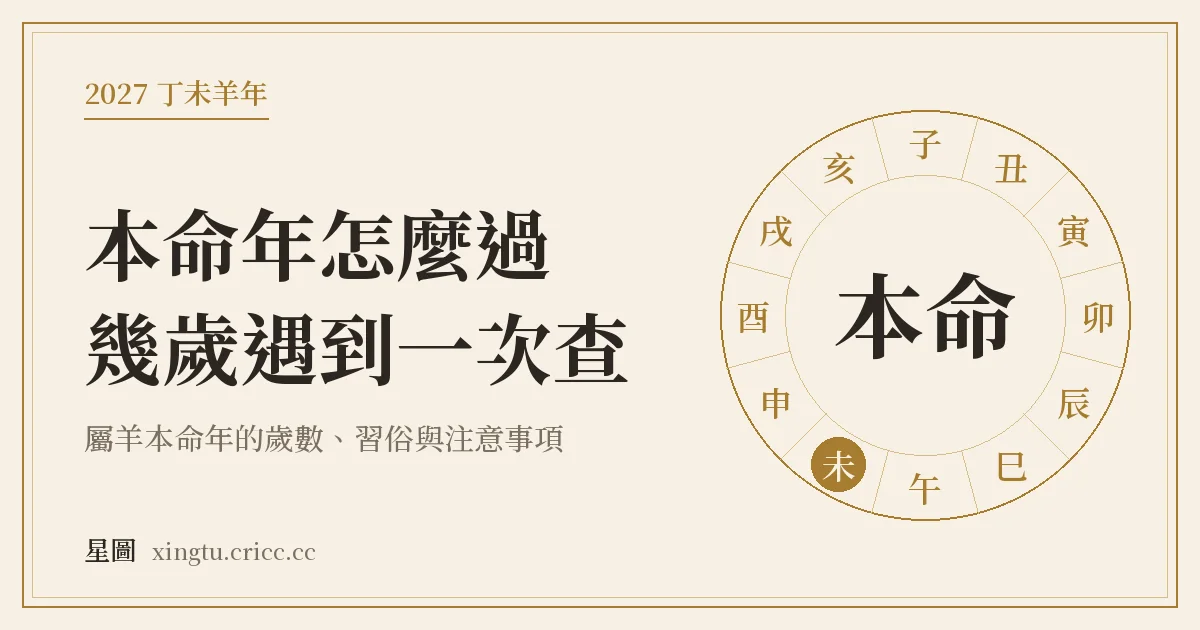 2027 丁未羊年
本命年怎麼過
幾歲遇到一次查
屬羊本命年的歲數、習俗與注意事項
星圖 xingtu.cricc.cc
子
丑
寅
卯
辰
巳
午
未
申
酉
戌
亥
本命